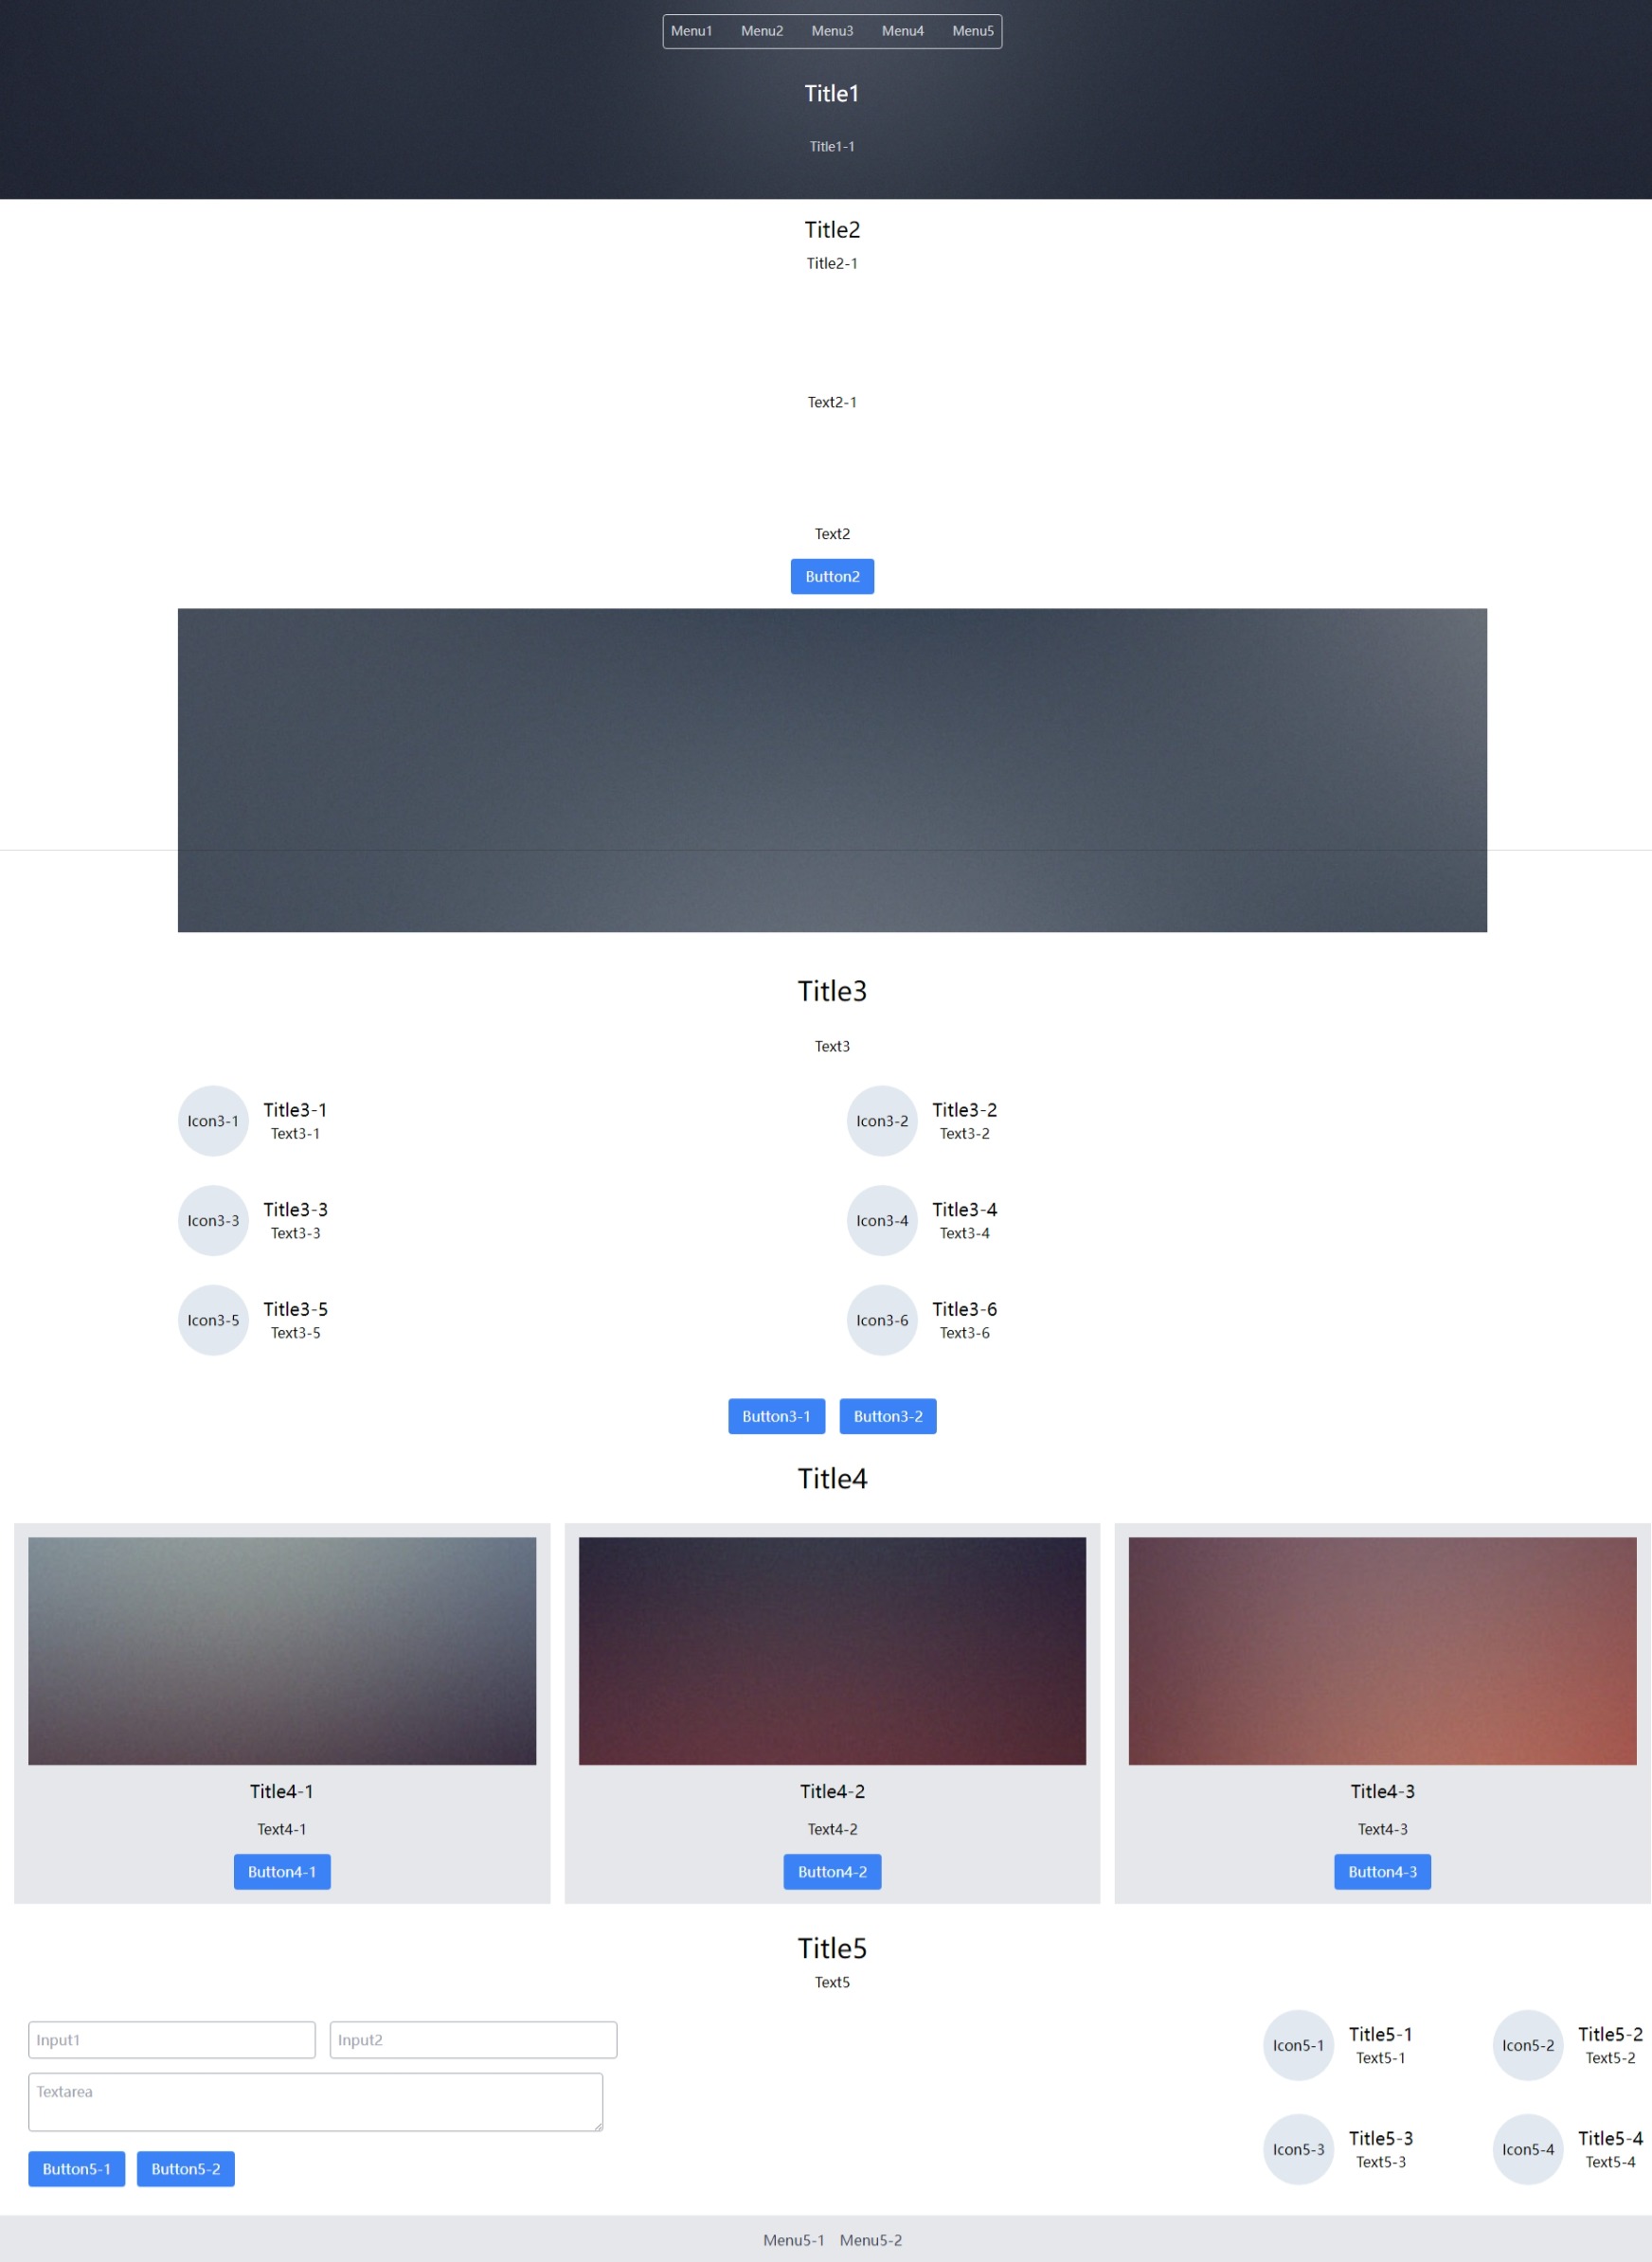 Menu1 Menu2 Menu3 Menu4 Menu5
Title1
Title1-1
Title2
Title2-1
Text2-1
Text2
Button2
Title3
Text3
Icon3-1
Title3-1
Text3-1
Icon3-2
Title3-2
Text3-2
Icon3-3
Title3-3
Text3-3
Icon3-4
Title3-4
Text3-4
Icon3-5
Title3-5
Text3-5
Icon3-6
Title3-6
Text3-6
Button3-1 Button3-2
Title4
Title4-1
Text4-1
Button4-1
Title4-2
Text4-2
Button4-2
Title4-3
Text4-3
Button4-3
Title5
Text5
Input1 Input2
Textarea
Button5-1 Button5-2
Icon5-1
Title5-1
Text5-1
Icon5-2
Title5-2
Text5-2
Icon5-3
Title5-3
Text5-3
Icon5-4
Title5-4
Text5-4
Menu5-1 Menu5-2